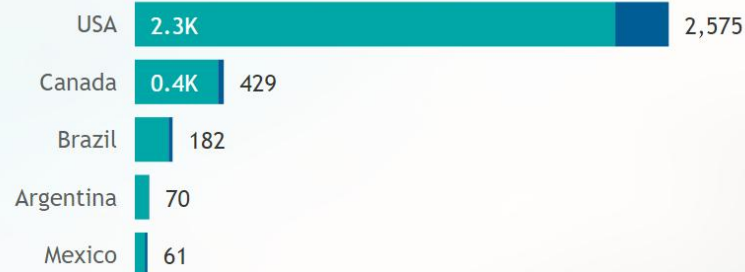 USA 2.3K 2,575
Canada 0.4K 429
Brazil 182
Argentina 70
Mexico 61